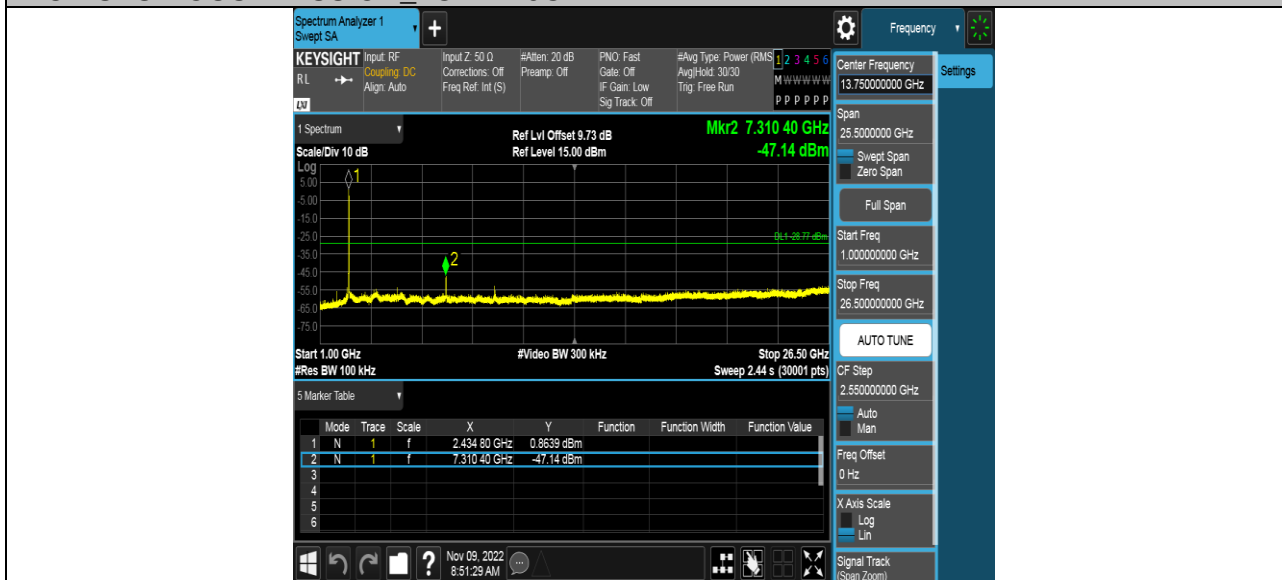 Spectrum Analyzer 1
Swept SA
Frequency
KEYSIGHT
RL
LXI
Input: RF
Coupling: DC
Align: Auto
Input Z: 50 Ω
Corrections: Off
Freq Ref: Int (S)
#Atten: 20 dB
Preamp: Off
PNO: Fast
Gate: Off
IF Gain: Low
Sig Track: Off
#Avg Type: Power (RMS
Avg|Hold: 30/30
Trig: Free Run
1 2 3 4 5 6
M W W W W W
P P P P P P
1 Spectrum
Scale/Div 10 dB
Ref Lvl Offset 9.73 dB
Ref Level 15.00 dBm
Mkr2 7.310 40 GHz
-47.14 dBm
Log
5.00
-5.00
-15.0
-25.0
-35.0
-45.0
-55.0
-65.0
-75.0
1
2
DL1 -28.77 dBm
Start 1.00 GHz
#Video BW 300 kHz
Stop 26.50 GHz
#Res BW 100 kHz
Sweep 2.44 s (30001 pts)
5 Marker Table
Mode Trace Scale X Y Function Function Width Function Value
1 N 1 f 2.434 80 GHz 0.8639 dBm
2 N 1 f 7.310 40 GHz -47.14 dBm
3
4
5
6
Nov 09, 2022
8:51:29 AM
Center Frequency
13.750000000 GHz
Settings
Span
25.5000000 GHz
Swept Span
Zero Span
Full Span
Start Freq
1.000000000 GHz
Stop Freq
26.500000000 GHz
AUTO TUNE
CF Step
2.550000000 GHz
Auto
Man
Freq Offset
0 Hz
X Axis Scale
Log
Lin
Signal Track
(Span Zoom)